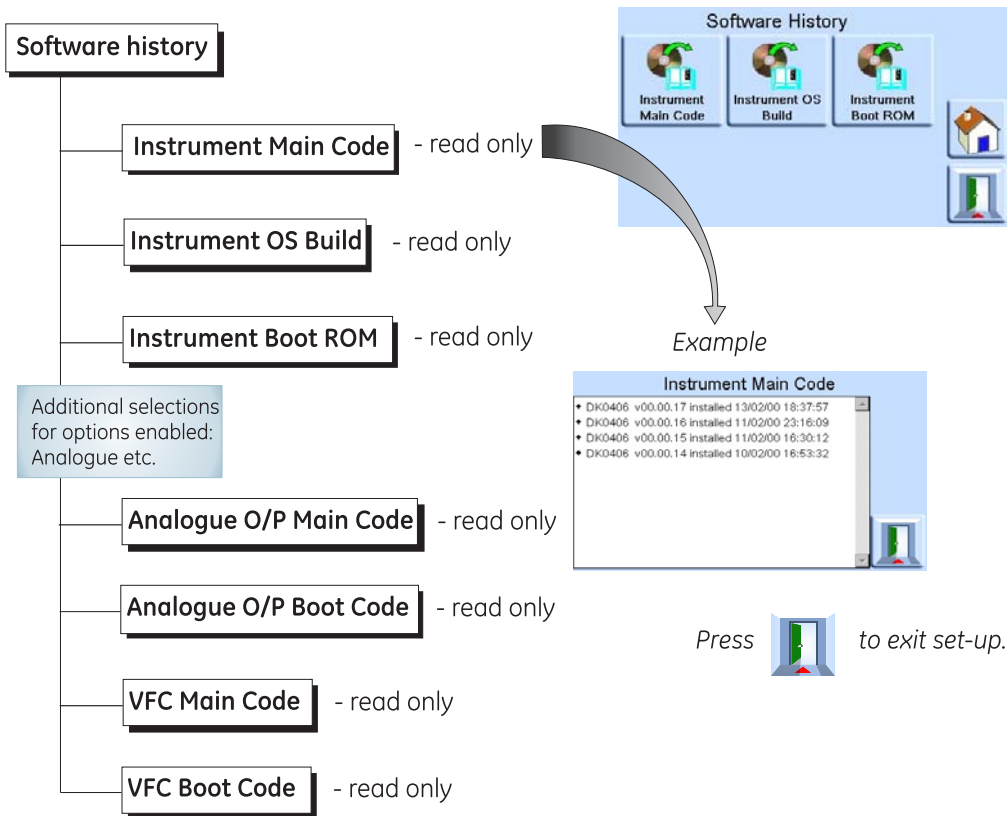 Software history
Instrument Main Code - read only
Instrument OS Build - read only
Instrument Boot ROM - read only
Additional selections
for options enabled:
Analogue etc.
Analogue O/P Main Code - read only
Analogue O/P Boot Code - read only
VFC Main Code - read only
VFC Boot Code - read only
Software History
Instrument
Main Code
Instrument OS
Build
Instrument
Boot ROM
Example
Instrument Main Code
DK0406 v00.00.17 installed 13/02/00 18:37:57
DK0406 v00.00.16 installed 11/02/00 23:16:09
DK0406 v00.00.15 installed 11/02/00 16:30:12
DK0406 v00.00.14 installed 10/02/00 16:53:32
Press to exit set-up.